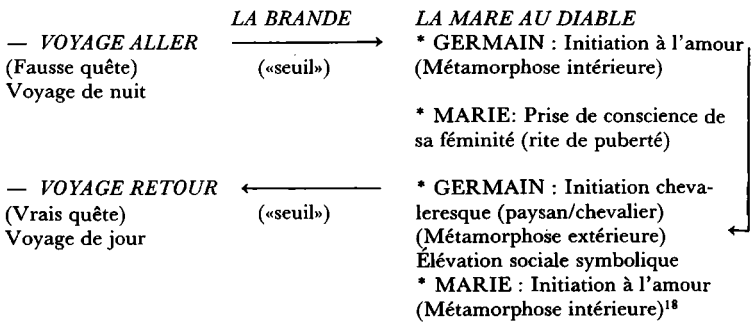 LA BRANDE LA MARE AU DIABLE
— VOYAGE ALLER * GERMAIN : Initiation à l’amour
(Fausse quête) («seuil») (Métamorphose intérieure)
Voyage de nuit
* MARIE: Prise de conscience de
sa féminité (rite de puberté)
— VOYAGE RETOUR * GERMAIN : Initiation cheva-
(Vrais quête) («seuil») leresque (paysan/chevalier)
Voyage de jour (Métamorphose extérieure)
Élévation sociale symbolique
* MARIE : Initiation à l’amour
(Métamorphose intérieure)¹⁸